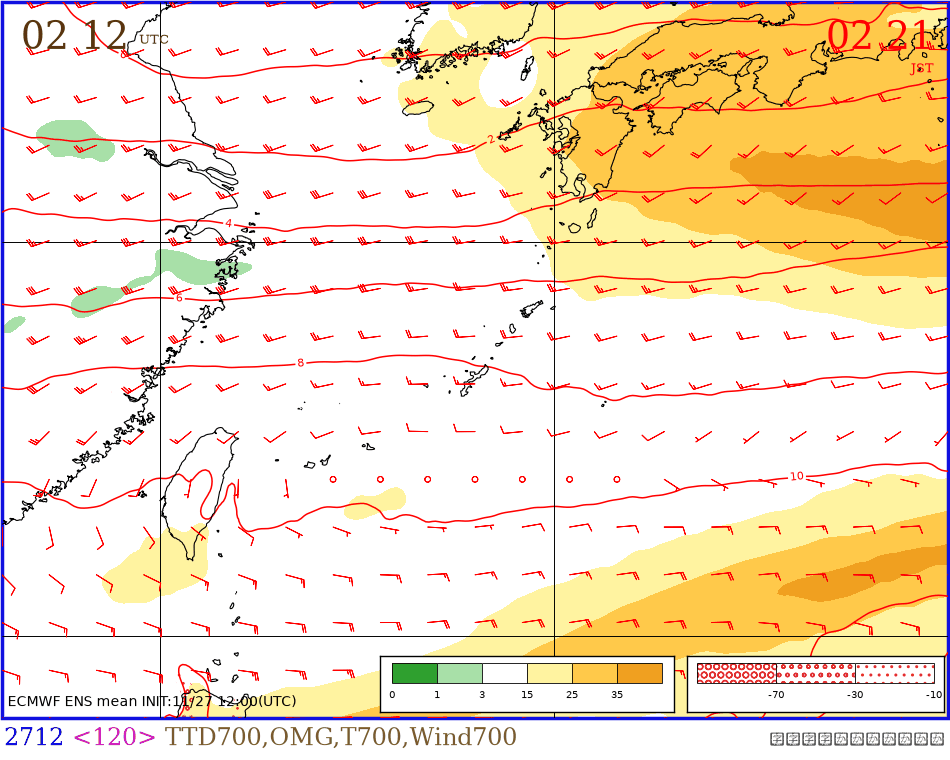 02 12 UTC
02 21
JST
2
4
6
8
10
ECMWF ENS mean INIT:11/27 12:00(UTC)
0 1 3 15 25 35
-70 -30 -10
2712 <120> TTD700,OMG,T700,Wind700